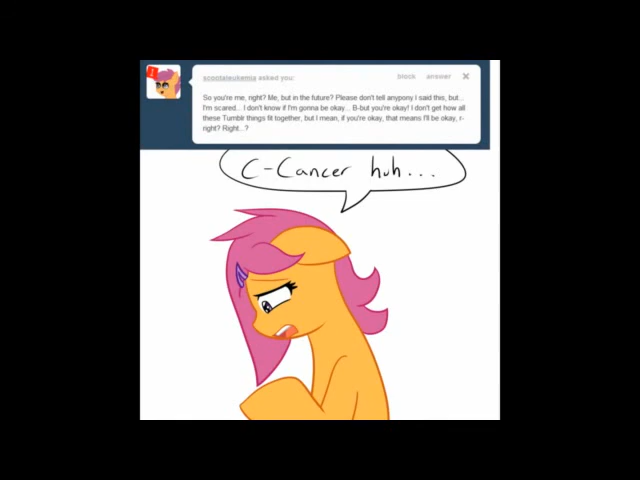 scootaleukemia asked you:
block answer ×
So you're me, right? Me, but in the future? Please don't tell anypony I said this, but...
I'm scared... I don't know if I'm gonna be okay... B-but you're okay! I don't get how all
these Tumblr things fit together, but I mean, if you're okay, that means I'll be okay, r-
right? Right..?
C-Cancer huh...